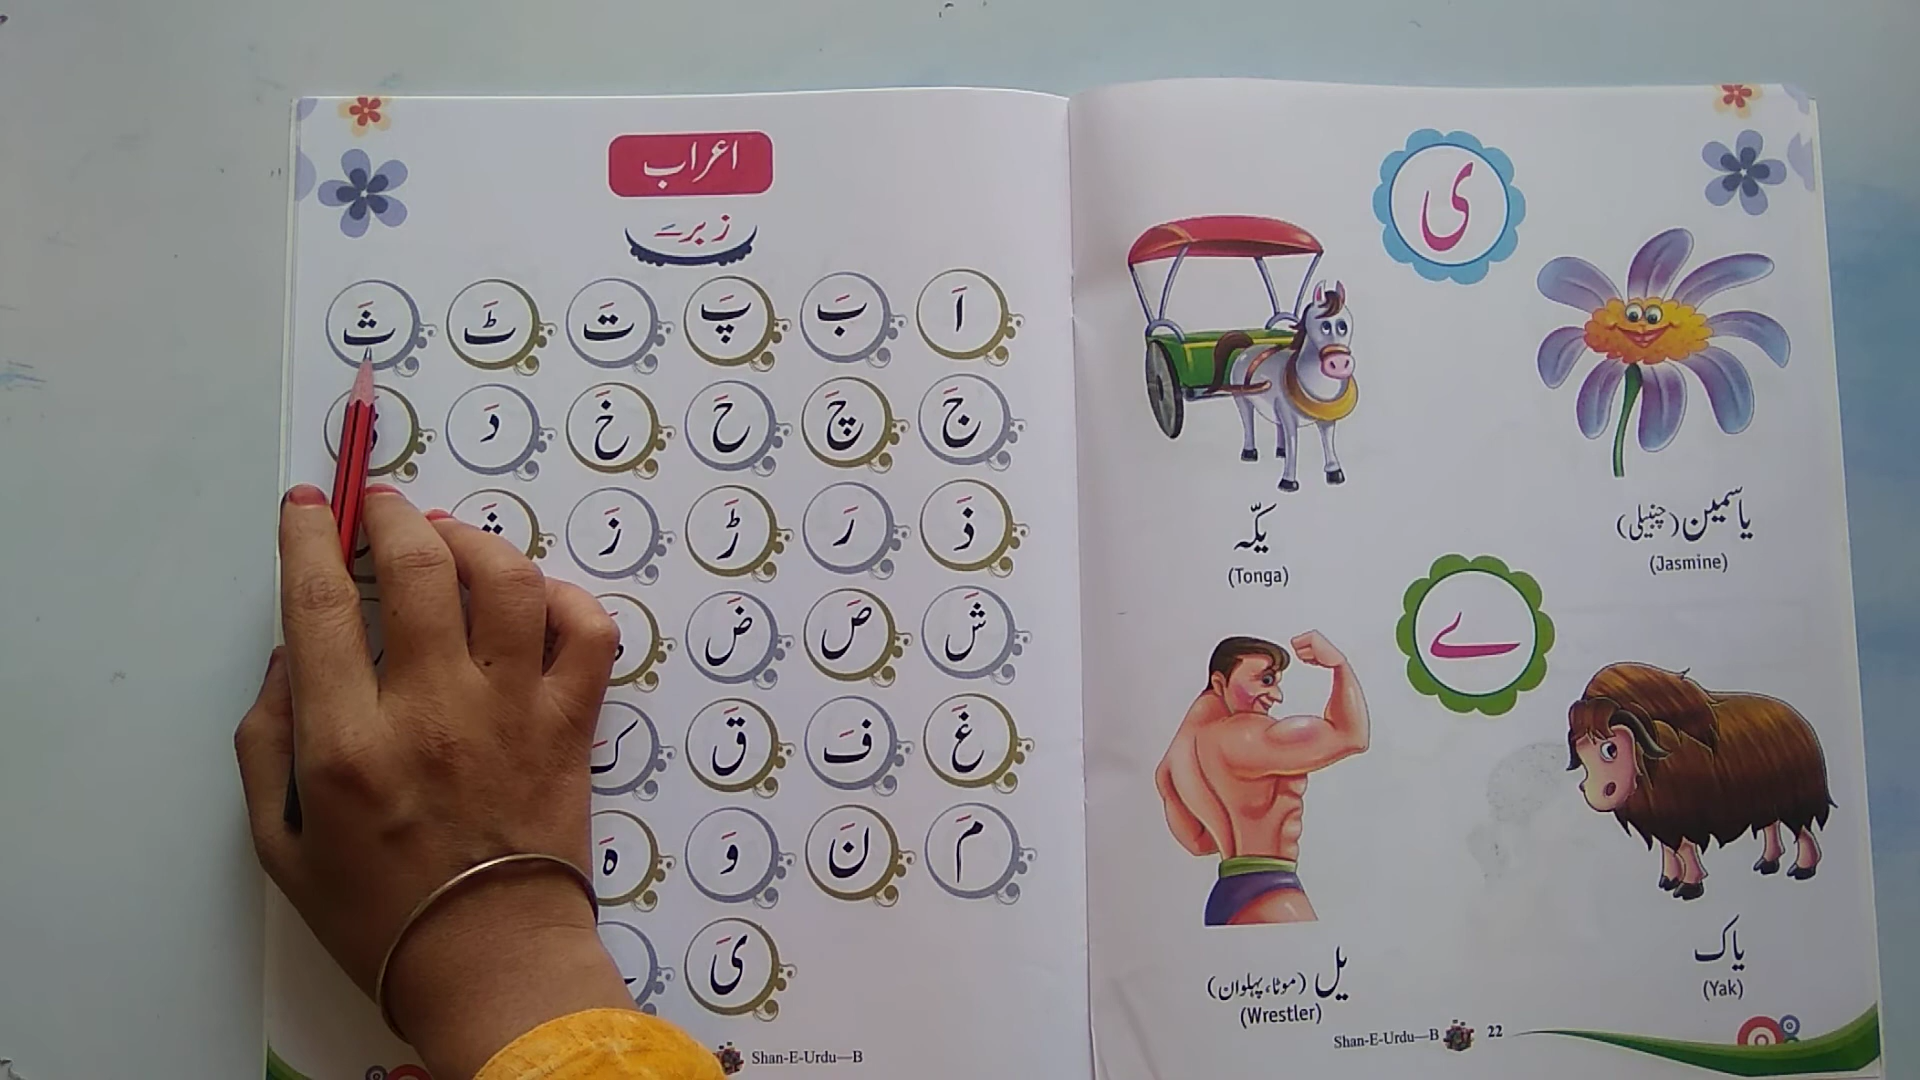 اعراب
زبر َ
اَ بَ پَ تَ ٹَ ثَ
جَ چَ حَ خَ دَ
ذَ رَ ڑَ زَ
شَ صَ ضَ
غَ فَ قَ کَ
مَ نَ وَ ہَ
یَ
Shan-E-Urdu—B
ی
یکّہ
(Tonga)
یاسمین (چنبیلی)
(Jasmine)
ے
یل (موٹا، پہلوان)
(Wrestler)
یاک
(Yak)
Shan-E-Urdu—B 22